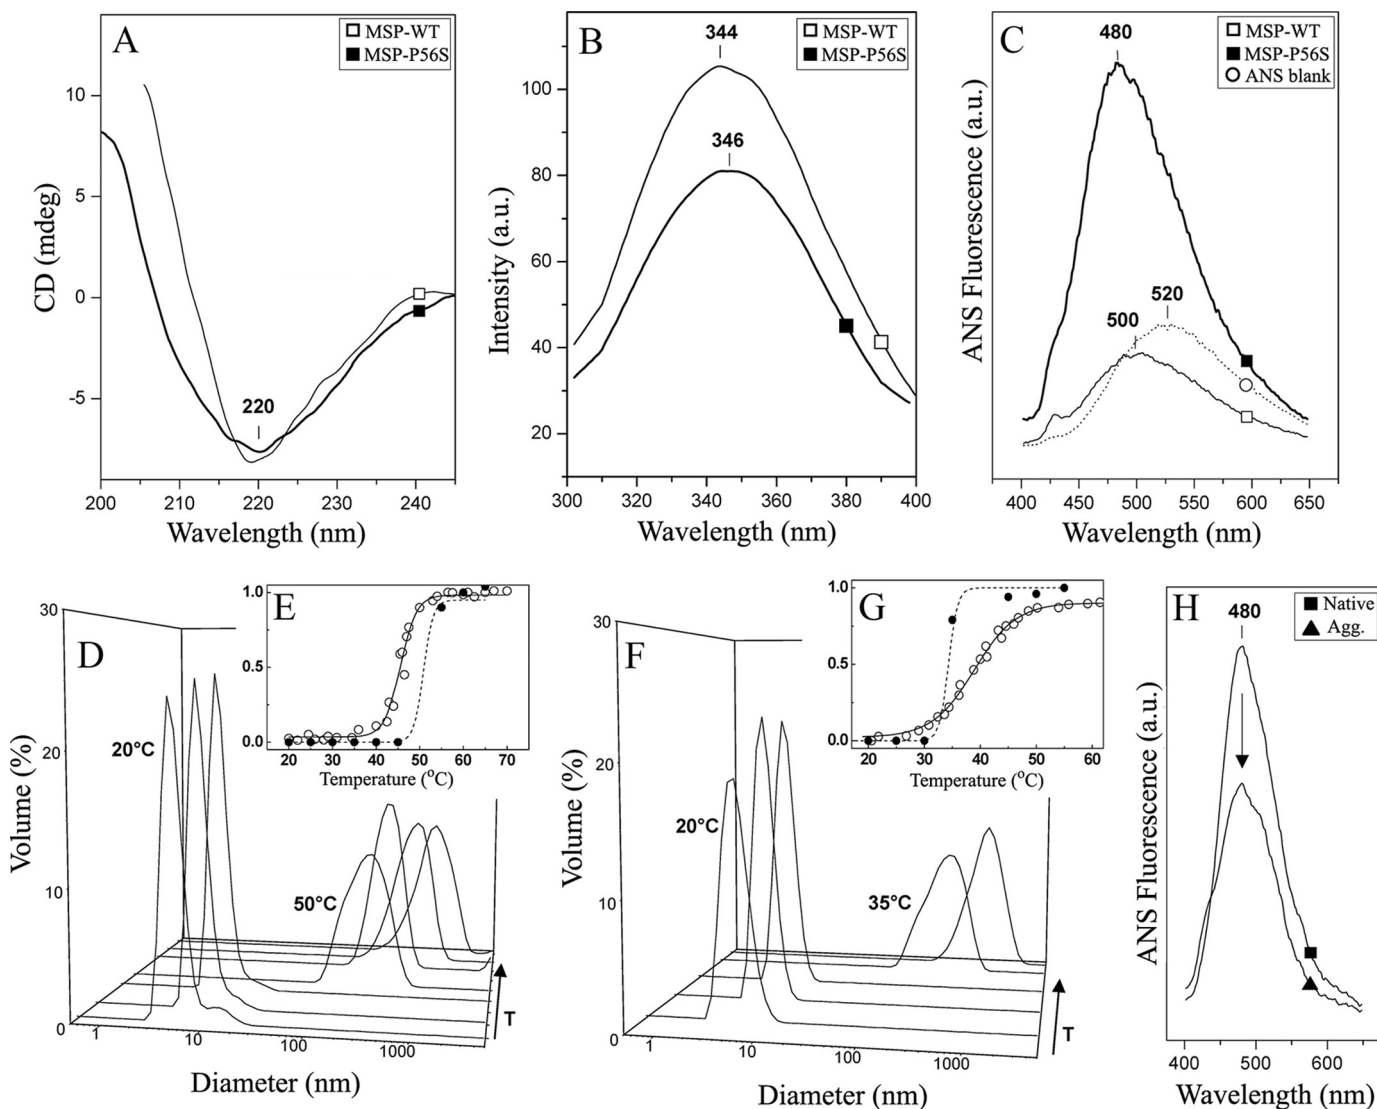 A
MSP-WT
MSP-P56S
10
5
0
-5
220
200 210 220 230 240
CD (mdeg)
Wavelength (nm)
B
344
MSP-WT
MSP-P56S
346
100
80
60
40
20
300 320 340 360 380 400
Intensity (a.u.)
Wavelength (nm)
C
480
MSP-WT
MSP-P56S
ANS blank
520
500
400 450 500 550 600 650
ANS Fluorescence (a.u.)
Wavelength (nm)
D
30
20
10
0
20°C
50°C
1 10 100 1000
T
Volume (%)
Diameter (nm)
E
1.0
0.5
0.0
20 30 40 50 60 70
Temperature (°C)
F
30
20
10
0
20°C
35°C
1 10 100 1000
T
Volume (%)
Diameter (nm)
G
1.0
0.5
0.0
20 30 40 50 60
Temperature (°C)
H
480
Native
Agg.
400 500 600
ANS Fluorescence (a.u.)
Wavelength (nm)